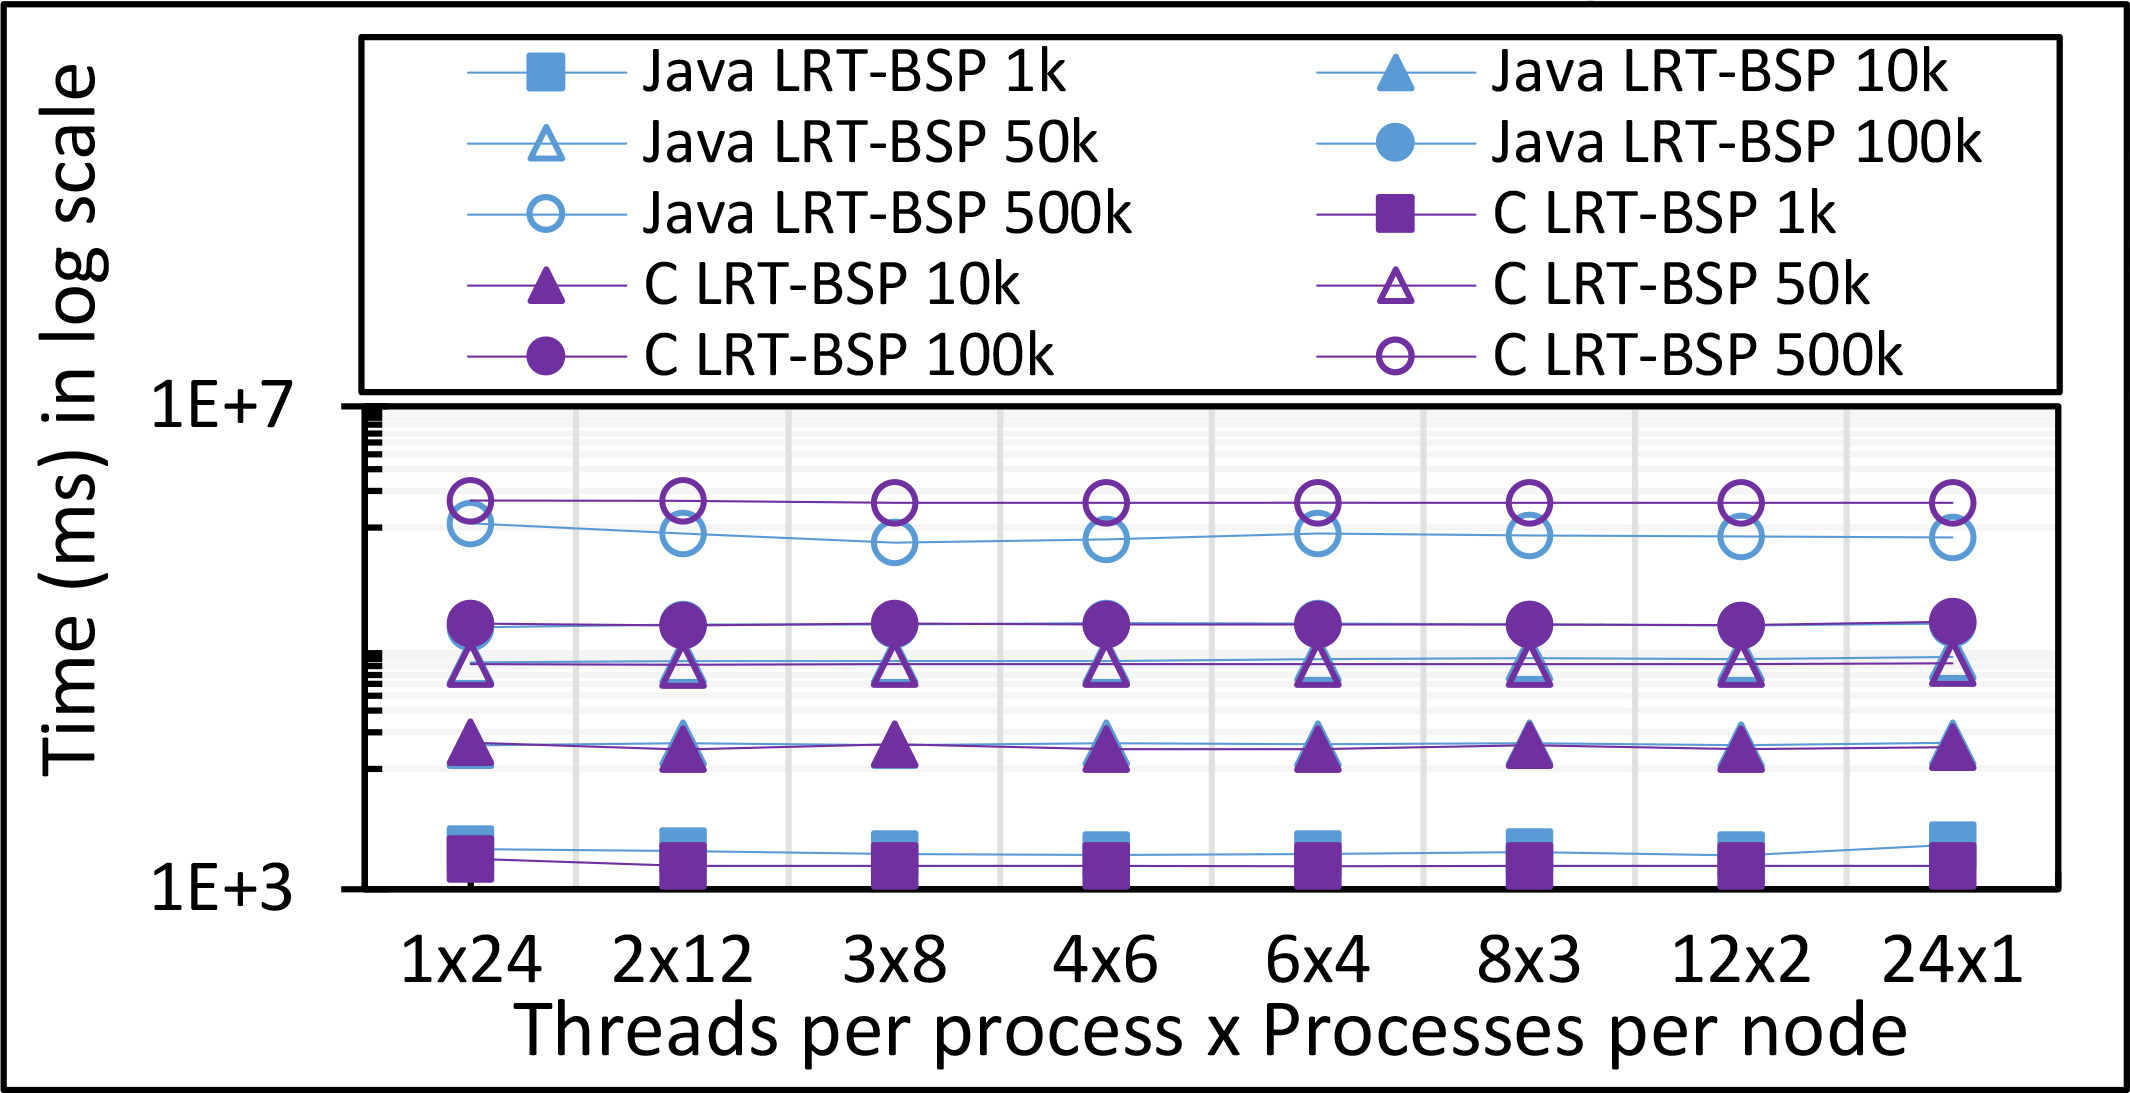 Time (ms) in log scale
Java LRT-BSP 1k
Java LRT-BSP 10k
Java LRT-BSP 50k
Java LRT-BSP 100k
Java LRT-BSP 500k
C LRT-BSP 1k
C LRT-BSP 10k
C LRT-BSP 50k
C LRT-BSP 100k
C LRT-BSP 500k
1E+7
1E+3
1x24 2x12 3x8 4x6 6x4 8x3 12x2 24x1
Threads per process x Processes per node